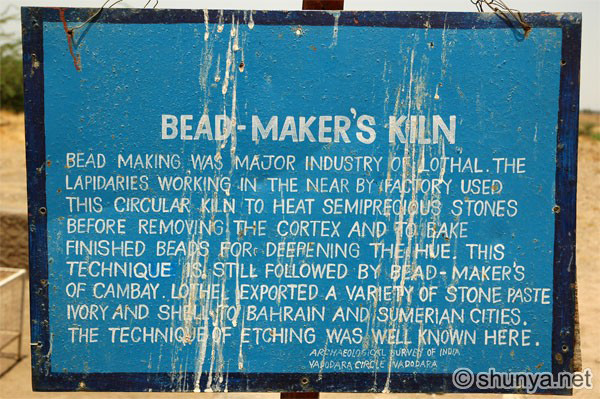 BEAD-MAKER'S KILN
BEAD MAKING WAS MAJOR INDUSTRY OF LOTHAL. THE
LAPIDARIES WORKING IN THE NEAR BY FACTORY USED
THIS CIRCULAR KILN TO HEAT SEMIPRECIOUS STONES
BEFORE REMOVING THE CORTEX AND TO BAKE
FINISHED BEADS FOR DEEPENING THE HUE. THIS
TECHNIQUE IS STILL FOLLOWED BY BEAD-MAKER'S
OF CAMBAY. LOTHEL EXPORTED A VARIETY OF STONE PASTE
IVORY AND SHELL TO BAHRAIN AND SUMERIAN CITIES.
THE TECHNIQUE OF ETCHING WAS WELL KNOWN HERE.
ARCHAEOLOGICAL SURVEY OF INDIA
VADODARA CIRCLE VADODARA
©shunya.net